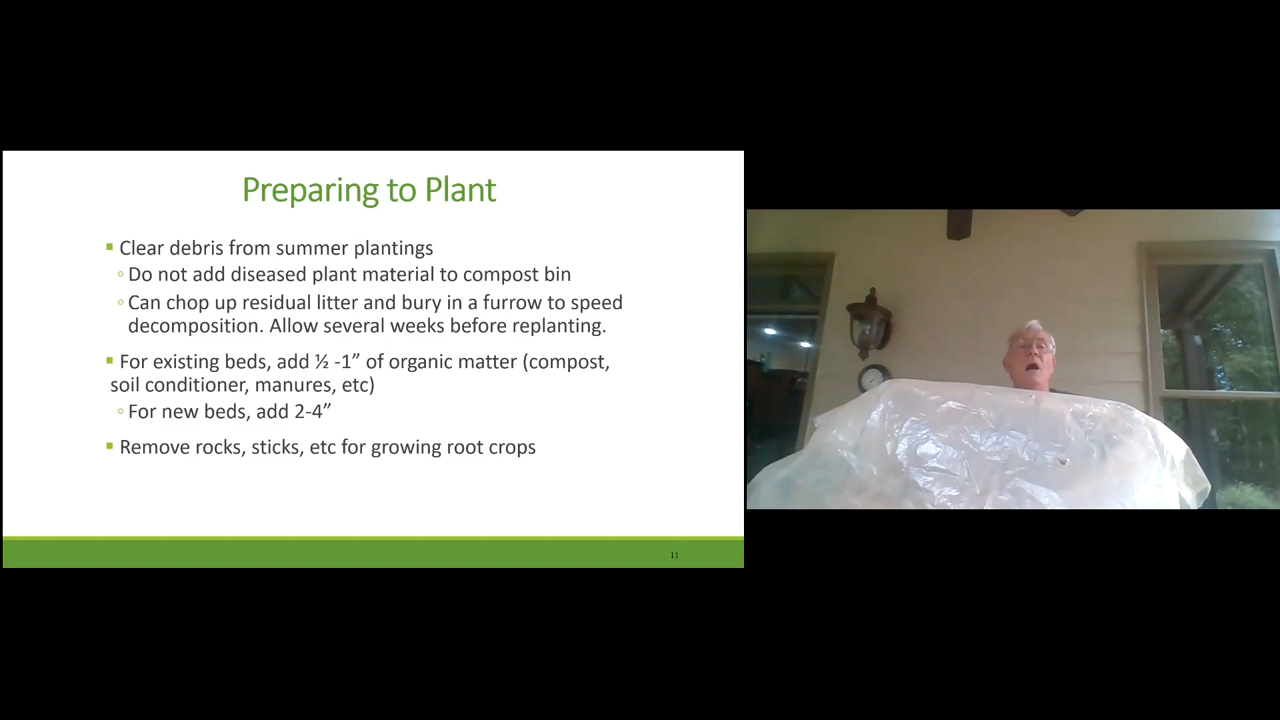 Preparing to Plant
▪ Clear debris from summer plantings
◦ Do not add diseased plant material to compost bin
◦ Can chop up residual litter and bury in a furrow to speed
decomposition. Allow several weeks before replanting.
▪ For existing beds, add ½ -1” of organic matter (compost,
soil conditioner, manures, etc)
◦ For new beds, add 2-4”
▪ Remove rocks, sticks, etc for growing root crops
11